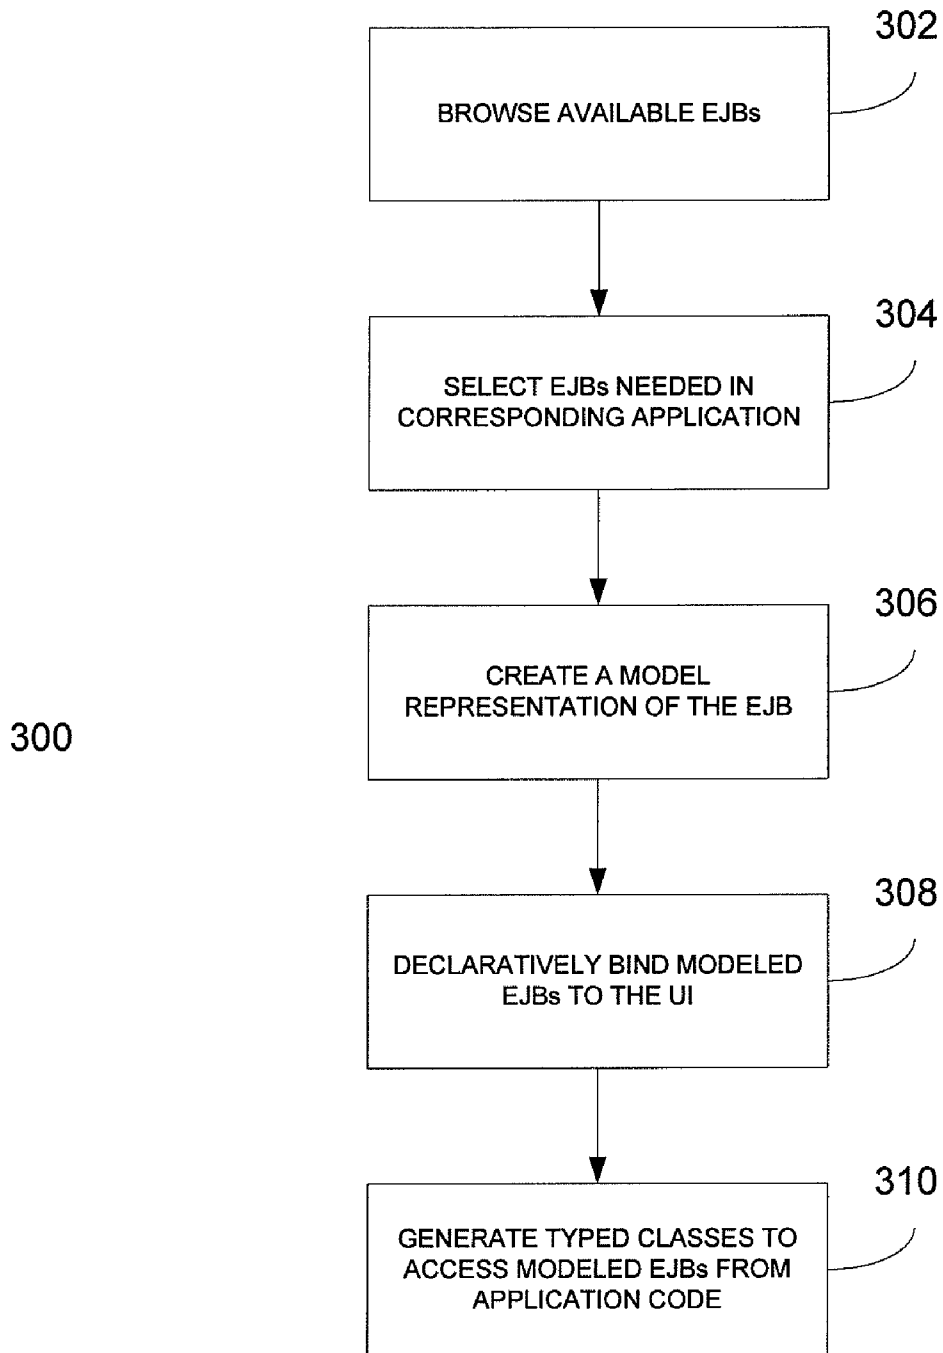 302
BROWSE AVAILABLE EJBs
304
SELECT EJBs NEEDED IN
CORRESPONDING APPLICATION
306
CREATE A MODEL
REPRESENTATION OF THE EJB
300
308
DECLARATIVELY BIND MODELED
EJBs TO THE UI
310
GENERATE TYPED CLASSES TO
ACCESS MODELED EJBs FROM
APPLICATION CODE